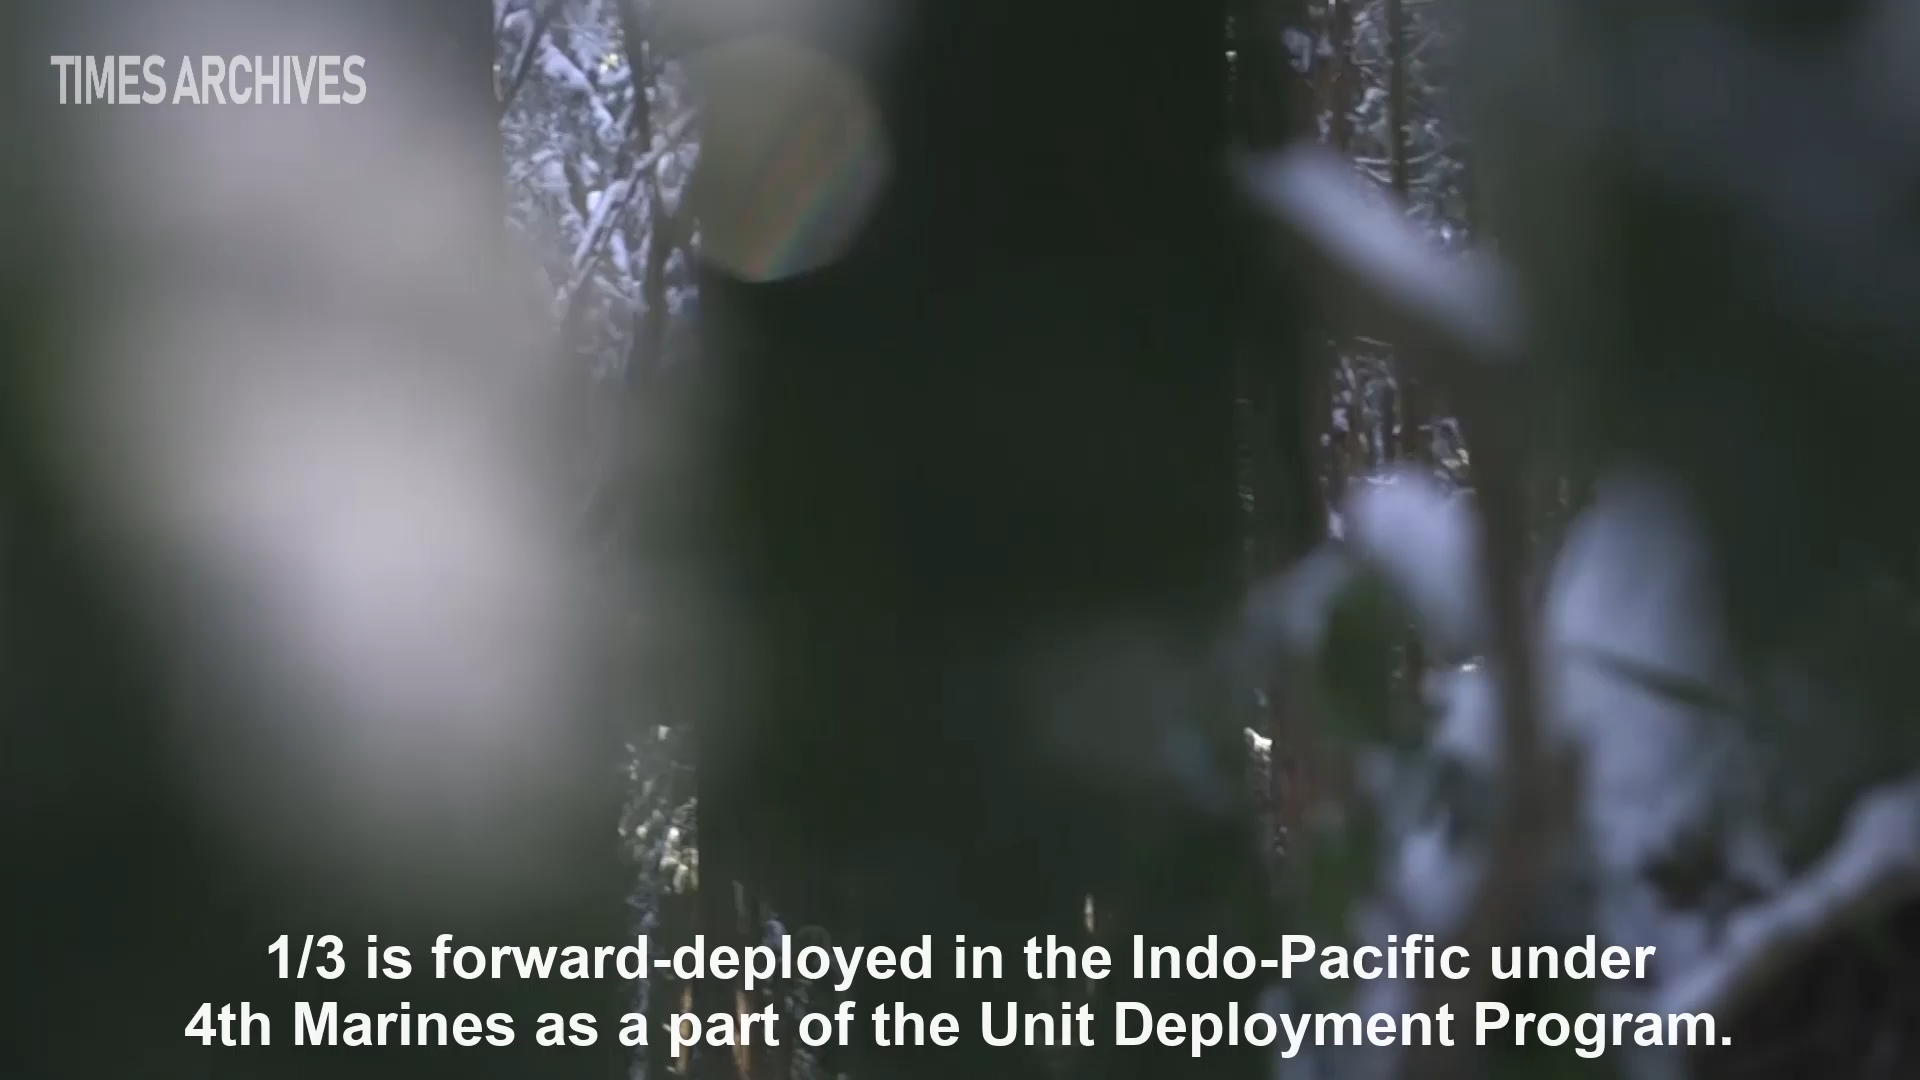 TIMES ARCHIVES
1/3 is forward-deployed in the Indo-Pacific under
4th Marines as a part of the Unit Deployment Program.